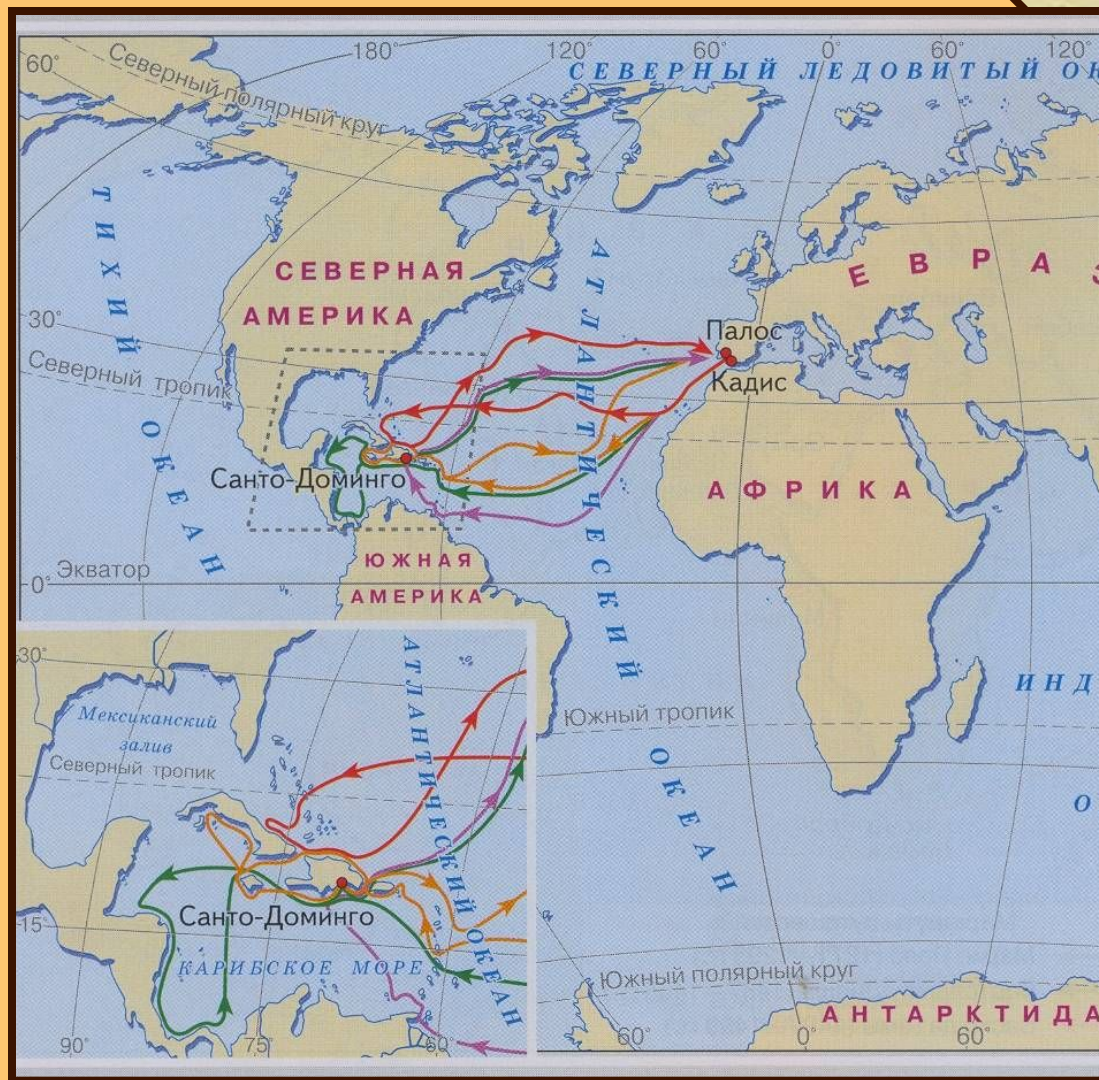 180°
120°
60°
0°
60°
120°
60°
Северный полярный круг
СЕВЕРНЫЙ ЛЕДОВИТЫЙ ОК
ТИХИЙ ОКЕАН
СЕВЕРНАЯ
АМЕРИКА
АТЛАНТИЧЕСКИЙ ОКЕАН
ЕВРАЗ
30°
Северный тропик
Палос
Кадис
Санто-Доминго
АФРИКА
ЮЖНАЯ
АМЕРИКА
0°
Экватор
ИНД
О
Южный тропик
Южный полярный круг
АНТАРКТИДА
60°
0°
60°
30°
Мексиканский
залив
Северный тропик
АТЛАНТИЧЕСКИЙ ОКЕАН
Санто-Доминго
15°
КАРИБСКОЕ МОРЕ
90°
75°
60°